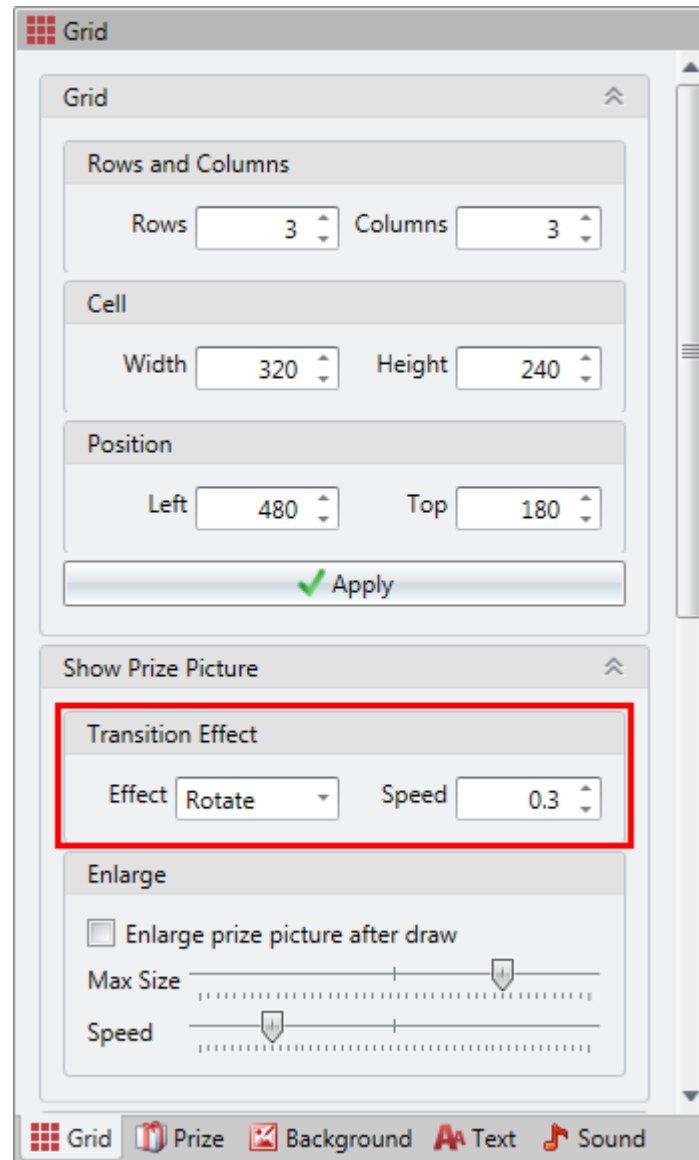 Grid
Grid
Rows and Columns
Rows 3 Columns 3
Cell
Width 320 Height 240
Position
Left 480 Top 180
Apply
Show Prize Picture
Transition Effect
Effect Rotate Speed 0.3
Enlarge
Enlarge prize picture after draw
Max Size
Speed
Grid Prize Background AA Text Sound